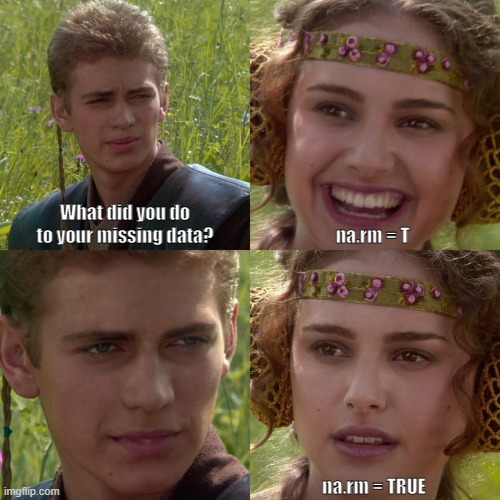 What did you do
to your missing data?
na.rm = T
na.rm = TRUE
imgflip.com